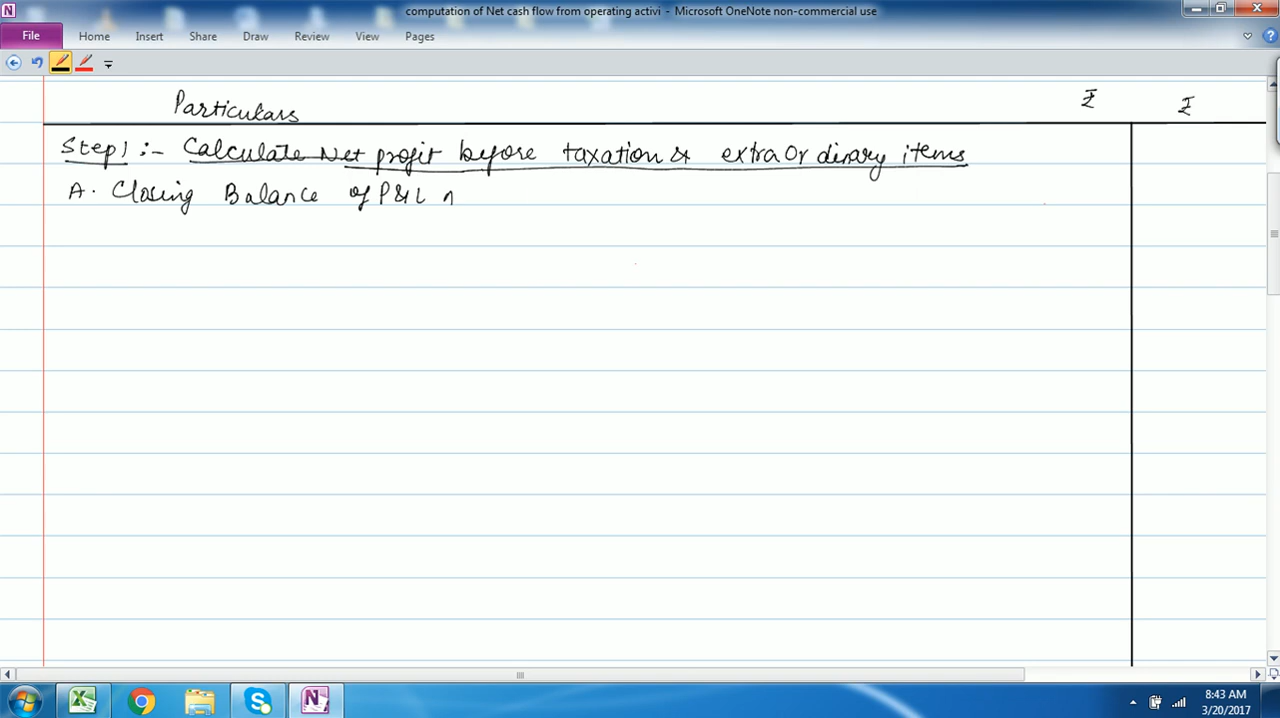 computation of Net cash flow from operating activi - Microsoft OneNote non-commercial use
File Home Insert Share Draw Review View Pages
Particulars ₹ ₹
Step1 :- Calculate Net profit before taxation & extraOrdinary items
A. Closing Balance of P&L
8:43 AM
3/20/2017